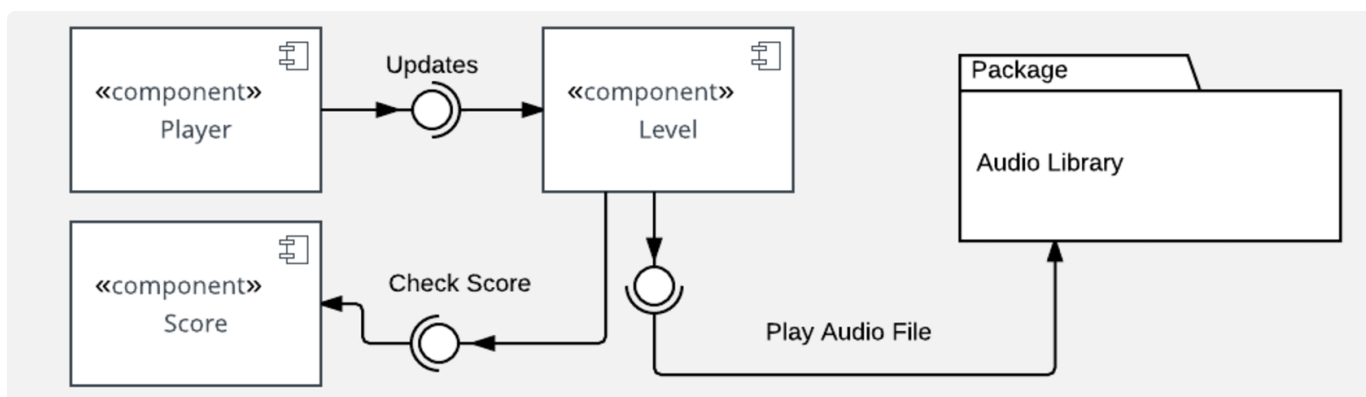 «component»
Player
Updates
«component»
Level
Package
Audio Library
«component»
Score
Check Score
Play Audio File